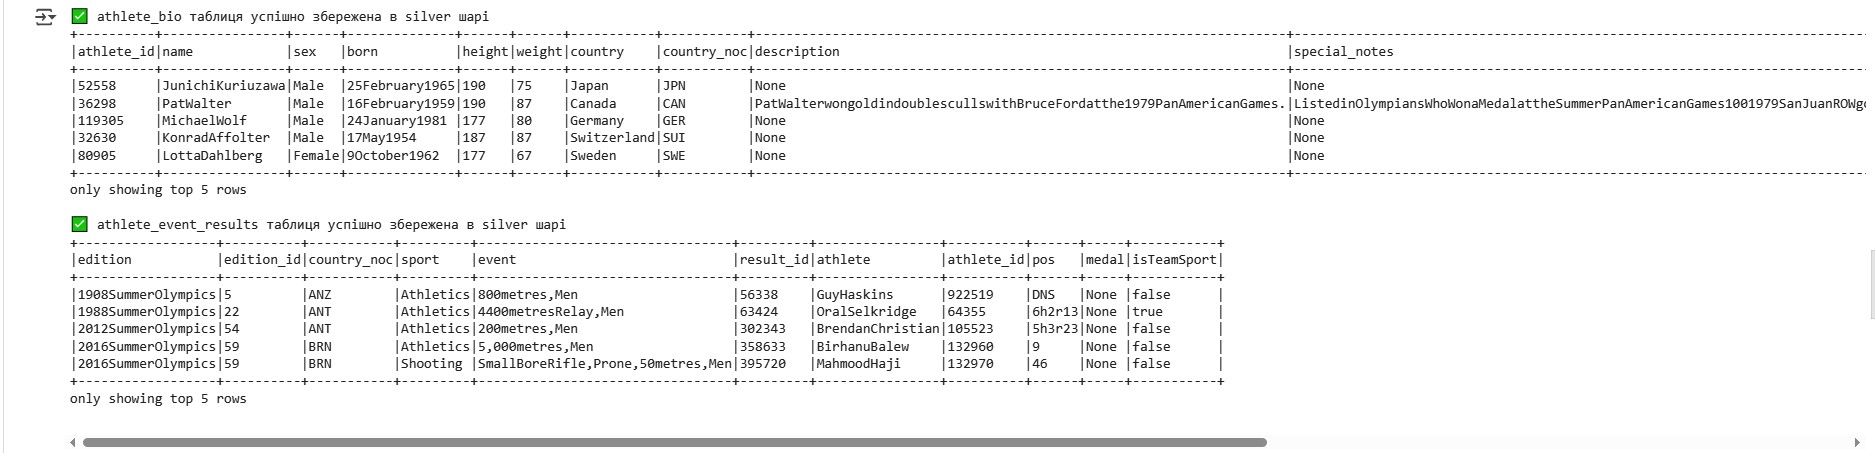 ✅ athlete_bio таблиця успішно збережена в silver шарі
+----------+----------------+------+--------------+------+------+-----------+-----------+--------------------------------------------------------------------+------------------------------------------------------------------------
|athlete_id|name |sex |born |height|weight|country |country_noc|description |special_notes
+----------+----------------+------+--------------+------+------+-----------+-----------+--------------------------------------------------------------------+------------------------------------------------------------------------
|52558 |JunichiKuriuzawa|Male |25February1965|190 |75 |Japan |JPN |None |None
|36298 |PatWalter |Male |16February1959|190 |87 |Canada |CAN |PatWalterwongoldindoublescullswithBruceFordatthe1979PanAmericanGames.|ListedinOlympiansWhoWonaMedalattheSummerPanAmericanGames1001979SanJuanROWgo
|119305 |MichaelWolf |Male |24January1981 |177 |80 |Germany |GER |None |None
|32630 |KonradAffolter |Male |17May1954 |187 |87 |Switzerland|SUI |None |None
|80905 |LottaDahlberg |Female|9October1962 |177 |67 |Sweden |SWE |None |None
+----------+----------------+------+--------------+------+------+-----------+-----------+--------------------------------------------------------------------+------------------------------------------------------------------------
only showing top 5 rows
✅ athlete_event_results таблиця успішно збережена в silver шарі
+-----------------+----------+-----------+---------+--------------------------------+---------+----------------+----------+------+-----+-----------+
|edition |edition_id|country_noc|sport |event |result_id|athlete |athlete_id|pos |medal|isTeamSport|
+-----------------+----------+-----------+---------+--------------------------------+---------+----------------+----------+------+-----+-----------+
|1908SummerOlympics|5 |ANZ |Athletics|800metres,Men |56338 |GuyHaskins |922519 |DNS |None |false |
|1988SummerOlympics|22 |ANT |Athletics|4400metresRelay,Men |63424 |OralSelkridge |64355 |6h2r13|None |true |
|2012SummerOlympics|54 |ANT |Athletics|200metres,Men |302343 |BrendanChristian|105523 |5h3r23|None |false |
|2016SummerOlympics|59 |BRN |Athletics|5,000metres,Men |358633 |BirhanuBalew |132960 |9 |None |false |
|2016SummerOlympics|59 |BRN |Shooting |SmallBoreRifle,Prone,50metres,Men|395720 |MahmoodHaji |132970 |46 |None |false |
+-----------------+----------+-----------+---------+--------------------------------+---------+----------------+----------+------+-----+-----------+
only showing top 5 rows